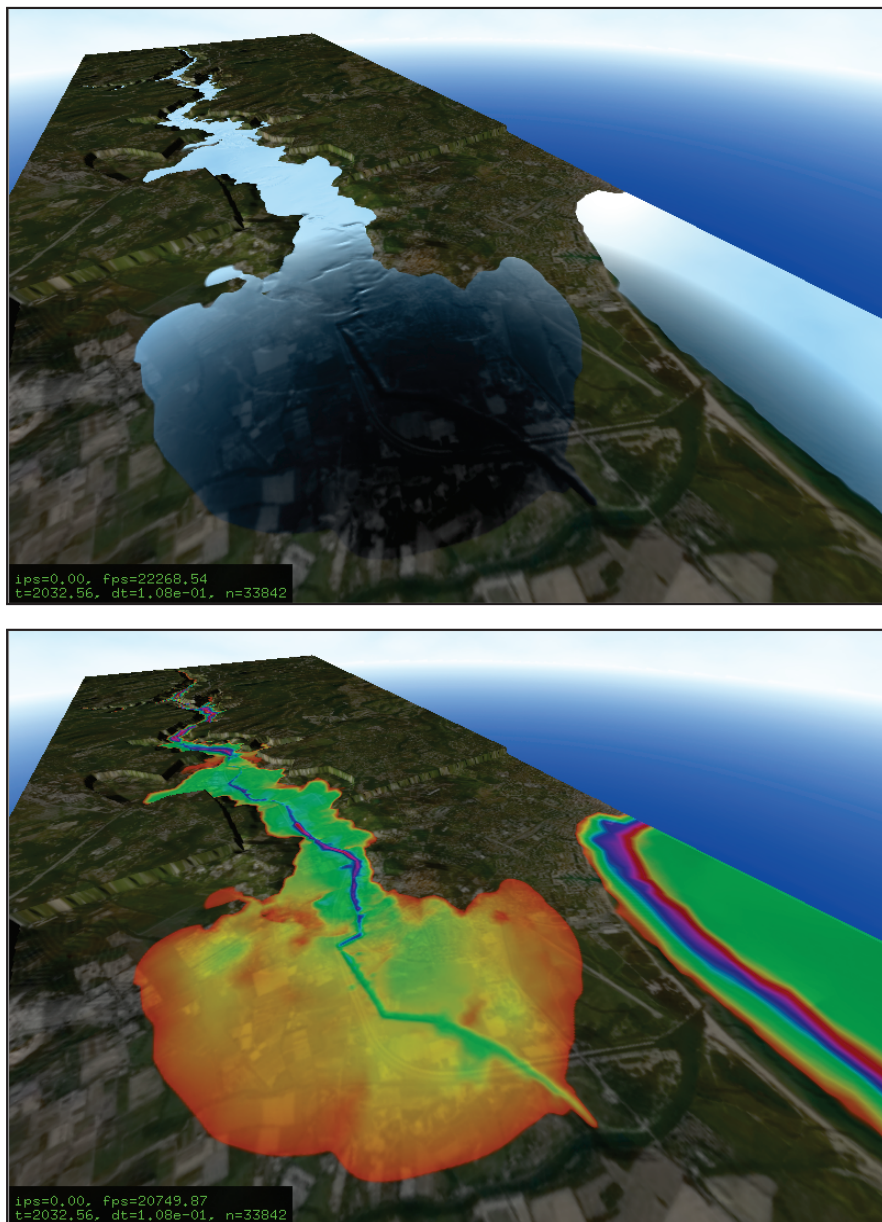 ips=0.00, fps=22268.54
t=2032.56, dt=1.08e-01, n=33842
ips=0.00, fps=20749.87
t=2032.56, dt=1.08e-01, n=33842